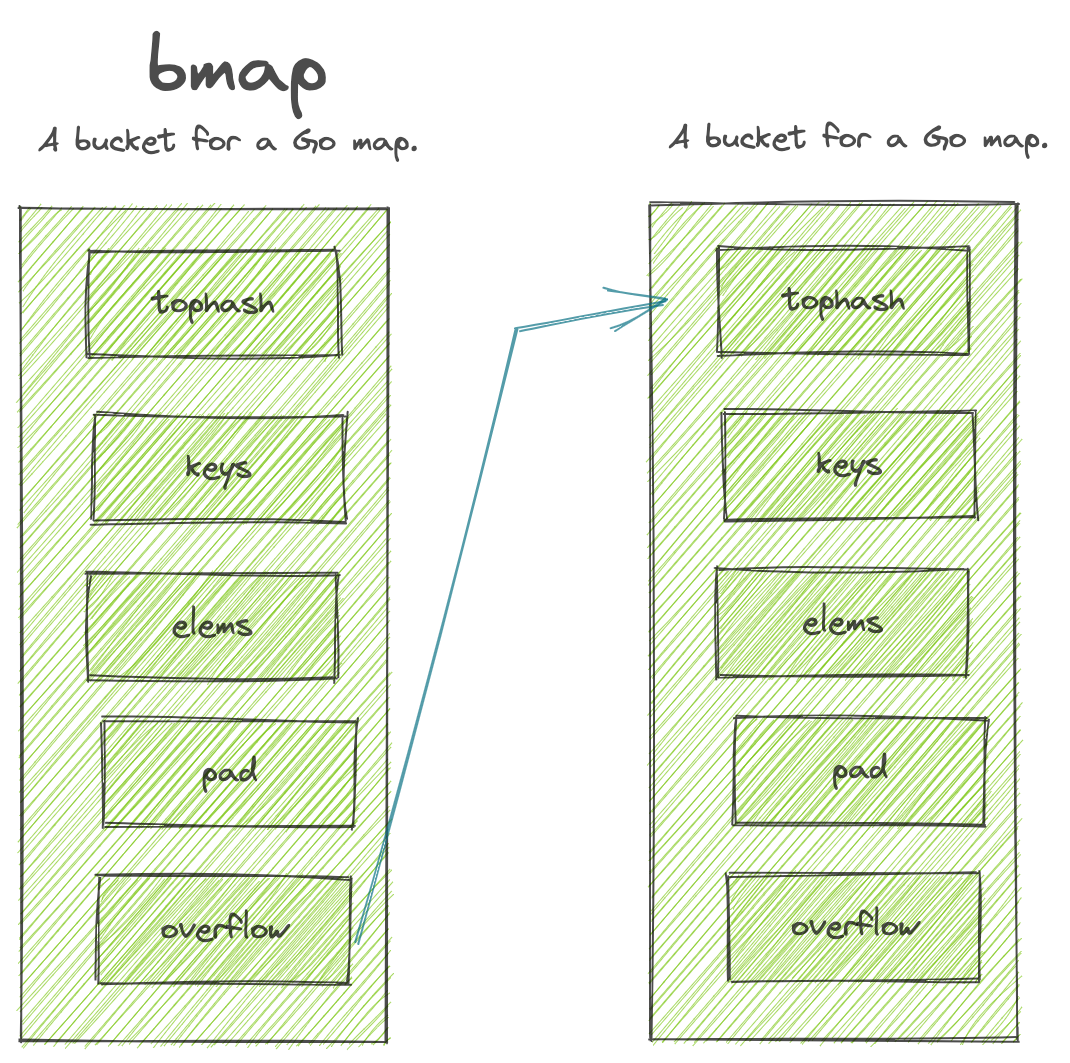 bmap
A bucket for a Go map.
tophash
keys
elems
pad
overflow
A bucket for a Go map.
tophash
keys
elems
pad
overflow